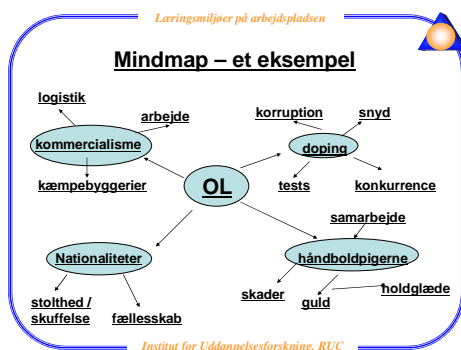 Læringsmiljøer på arbejdspladsen
Mindmap – et eksempel
logistik
arbejde
kommercialisme
kæmpebyggerier
korruption
snyd
doping
tests
konkurrence
OL
samarbejde
Nationaliteter
håndboldpigerne
stolthed /
skuffelse
fællesskab
skader
guld
holdglæde
Institut for Uddannelsesforskning, RUC